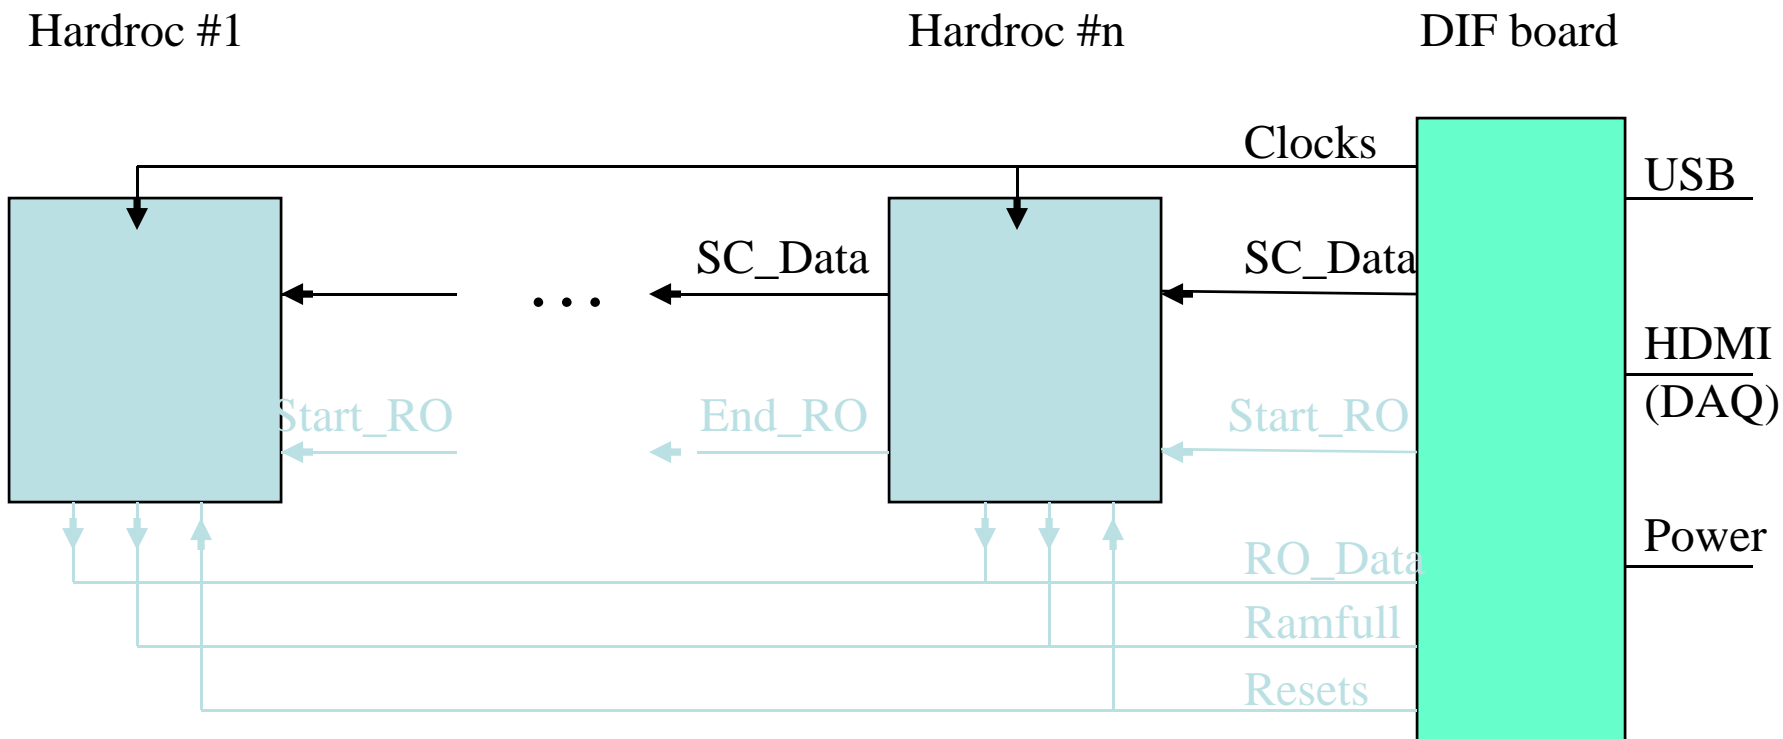 Hardroc #1
Hardroc #n
DIF board
Clocks
USB
SC_Data
SC_Data
...
HDMI
(DAQ)
Start_RO
End_RO
Start_RO
Power
RO_Data
Ramfull
Resets